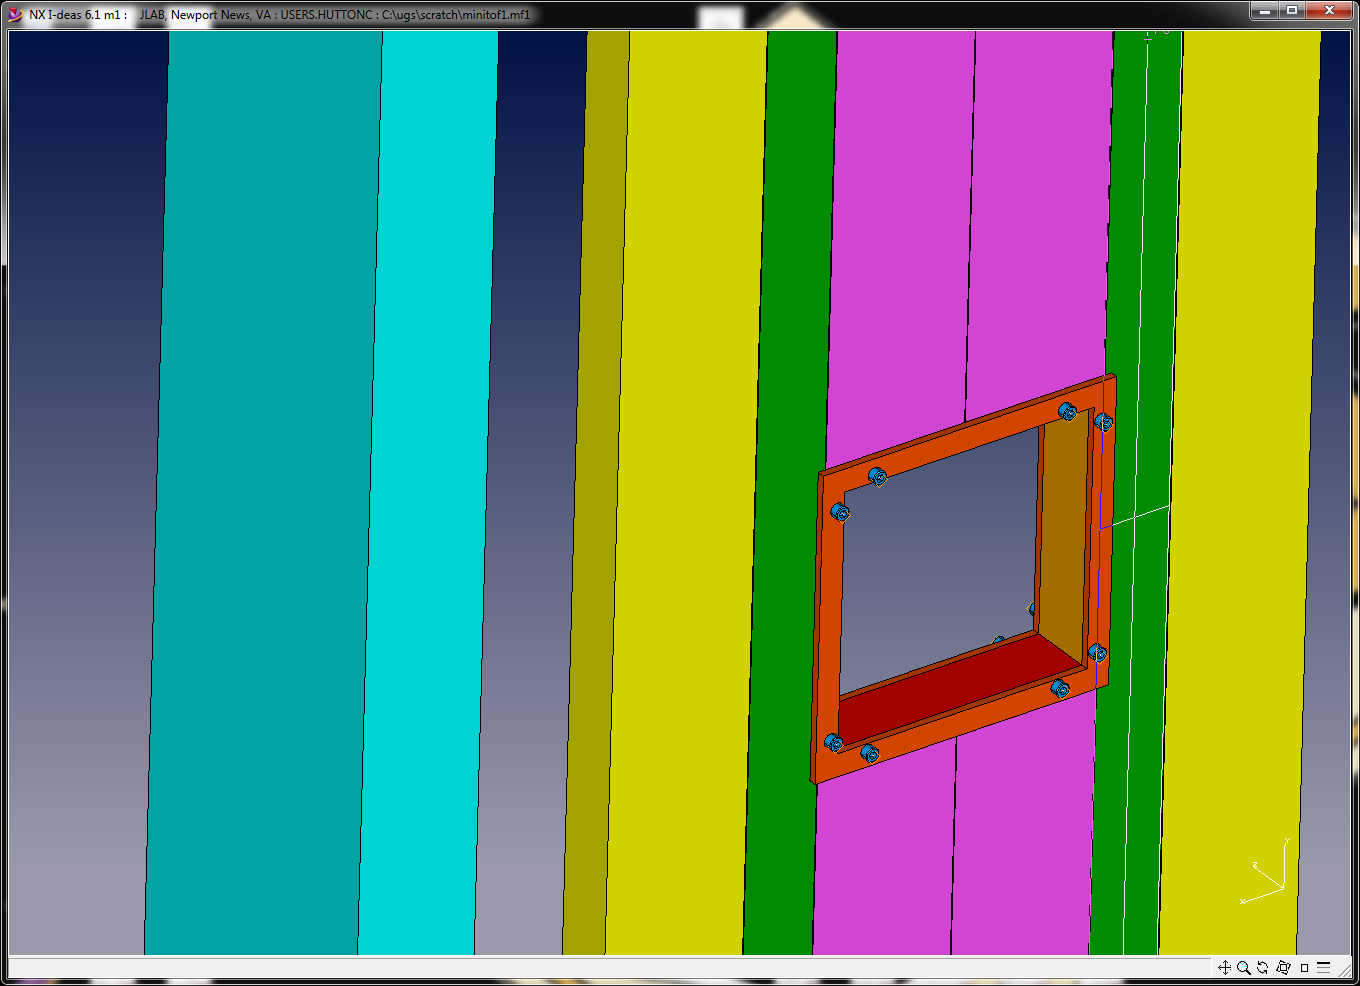 NX I-deas 6.1 m1 : JLAB, Newport News, VA : USERS.HUTTONC : C:\ugs\scratch\minitof1.mf1
Y
Z
X